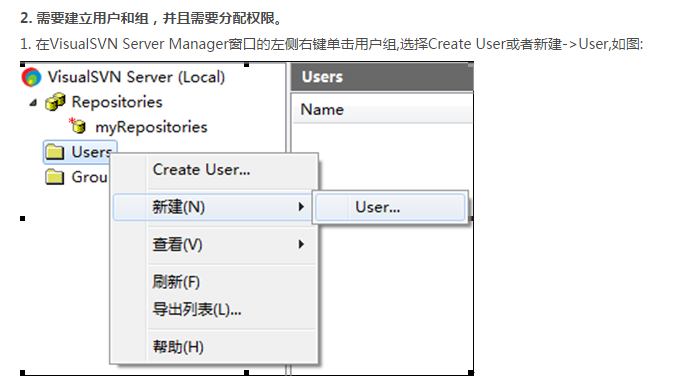 2. 需要建立用户和组，并且需要分配权限。
1. 在VisualSVN Server Manager窗口的左侧右键单击用户组,选择Create User或者新建->User,如图:
VisualSVN Server (Local)
Repositories
myRepositories
Users
Grou
Users
Name
Create User...
新建(N)
User...
查看(V)
刷新(F)
导出列表(L)...
帮助(H)